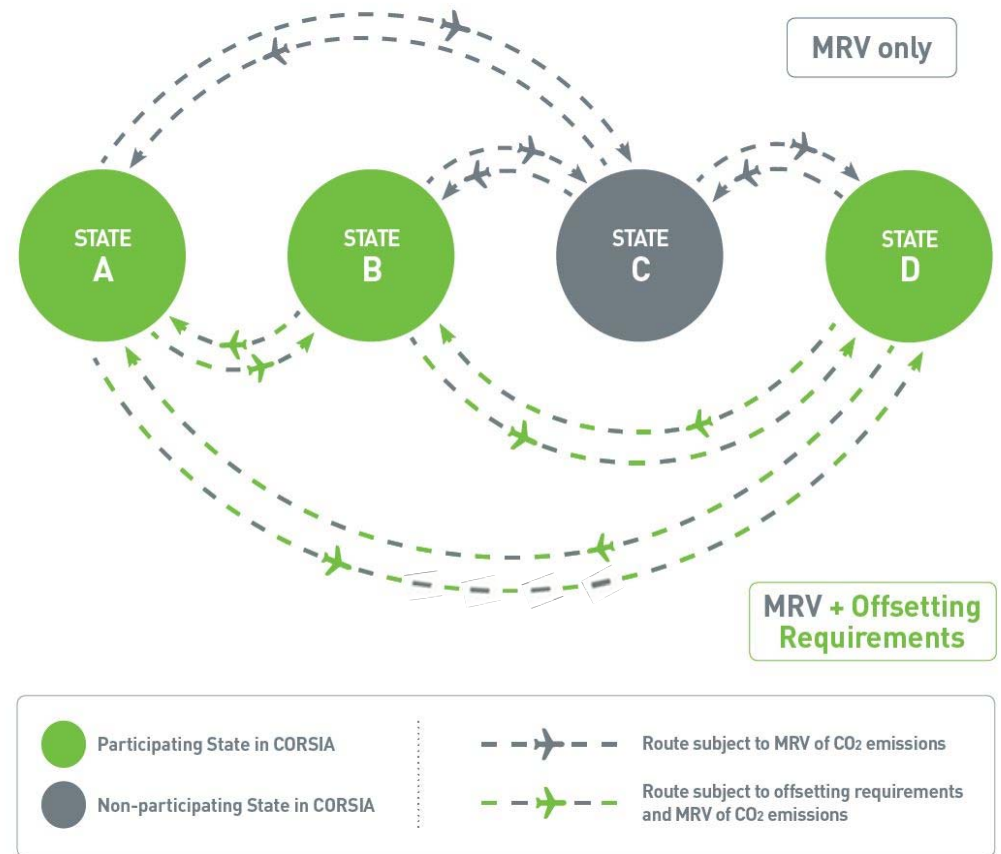 MRV only
STATE
A
STATE
B
STATE
C
STATE
D
MRV + Offsetting
Requirements
Participating State in CORSIA
Non-participating State in CORSIA
Route subject to MRV of CO₂ emissions
Route subject to offsetting requirements
and MRV of CO₂ emissions